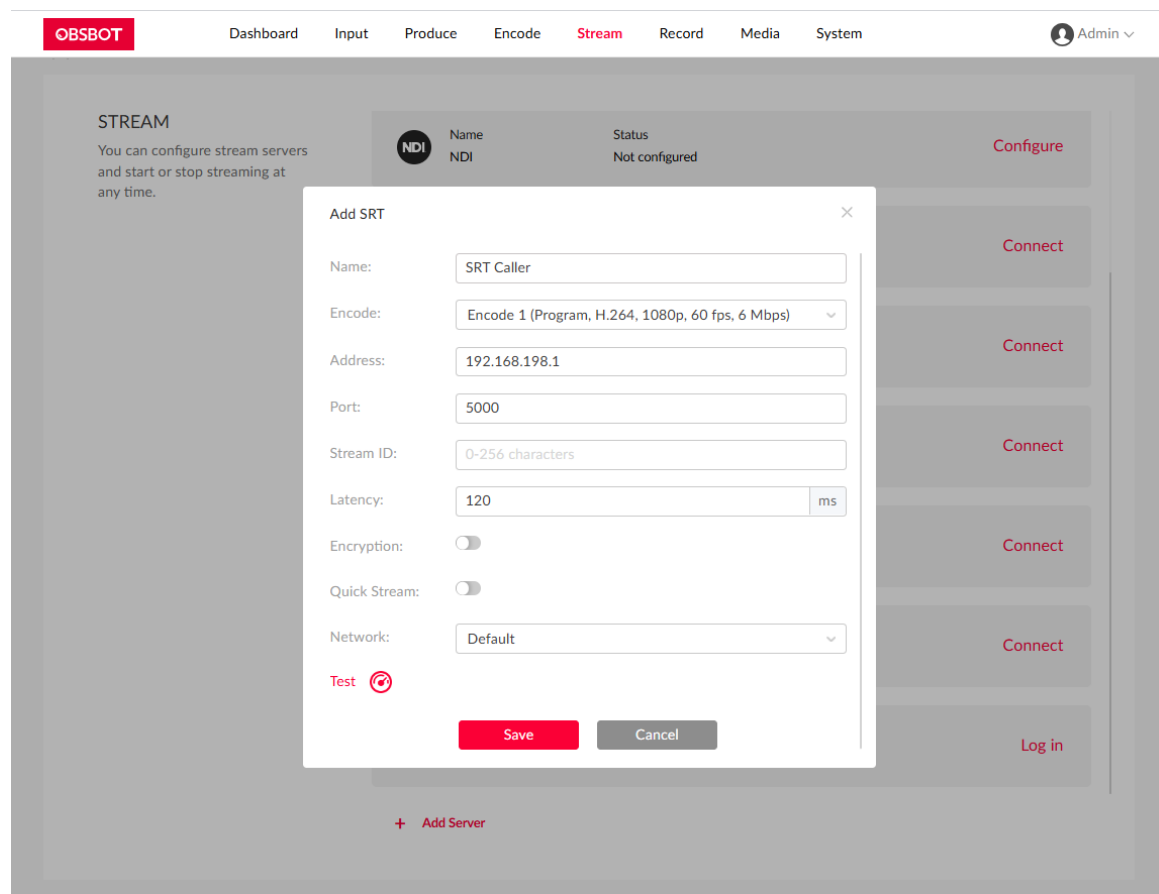 OBSBOT Dashboard Input Produce Encode Stream Record Media System Admin
STREAM
You can configure stream servers
and start or stop streaming at
any time.
NDI
Name
NDI
Status
Not configured
Configure
Connect
Connect
Connect
Connect
Connect
Log in
Add SRT
Name: SRT Caller
Encode: Encode 1 (Program, H.264, 1080p, 60 fps, 6 Mbps)
Address: 192.168.198.1
Port: 5000
Stream ID: 0-256 characters
Latency: 120 ms
Encryption:
Quick Stream:
Network: Default
Test
Save Cancel
+ Add Server